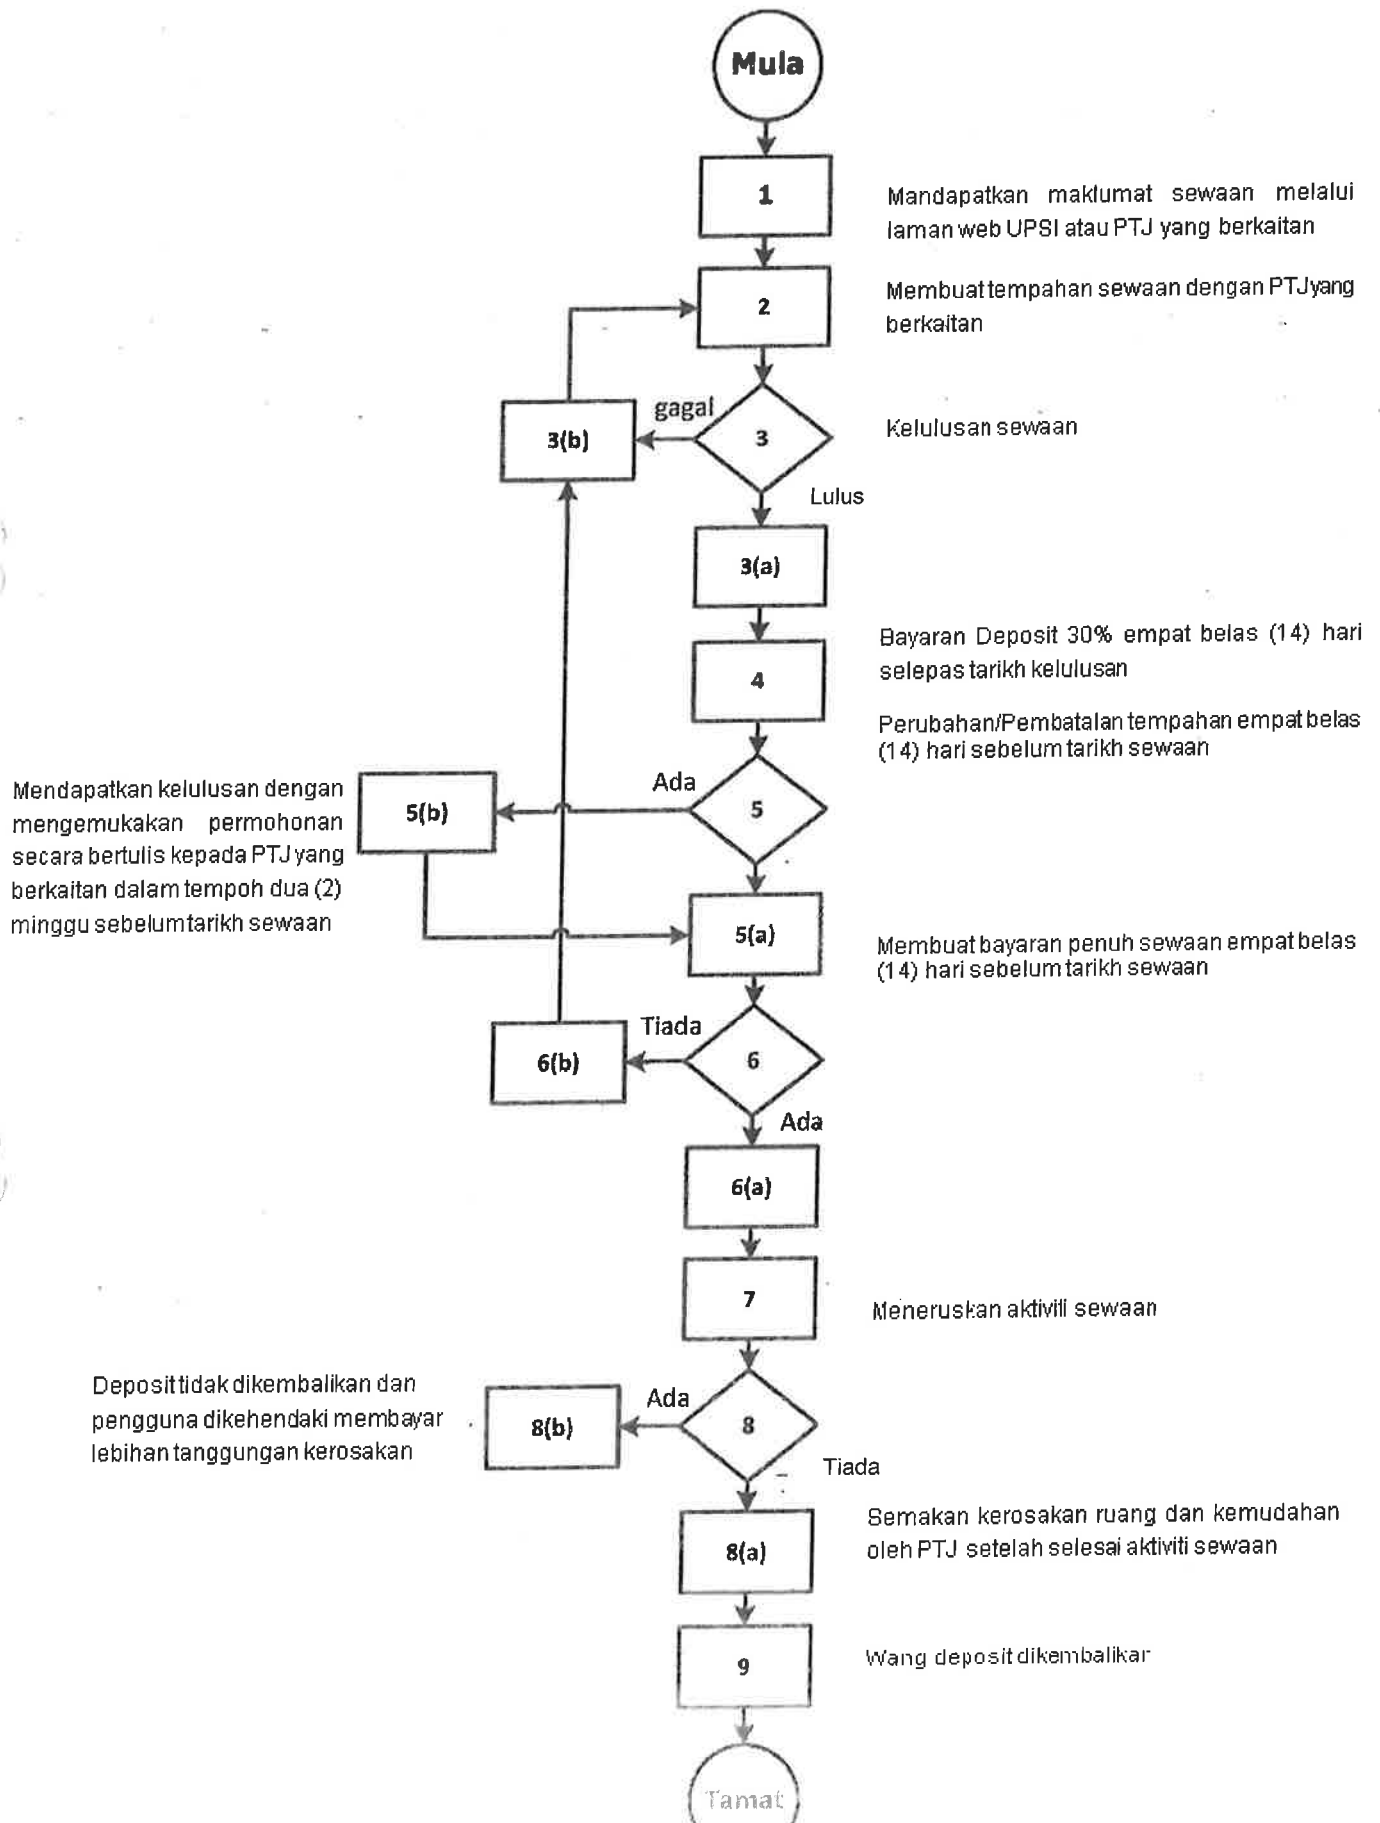 Mula
1
Mandapatkan maklumat sewaan melalui
laman web UPSI atau PTJ yang berkaitan
2
Membuat tempahan sewaan dengan PTJ yang
berkaitan
gagal
3(b)
3
Kelulusan sewaan
Lulus
3(a)
Bayaran Deposit 30% empat belas (14) hari
selepas tarikh kelulusan
4
Perubahan/Pembatalan tempahan empat belas
(14) hari sebelum tarikh sewaan
Ada
5
5(b)
Mendapatkan kelulusan dengan
mengemukakan permohonan
secara bertulis kepada PTJ yang
berkaitan dalam tempoh dua (2)
minggu sebelum tarikh sewaan
5(a)
Membuat bayaran penuh sewaan empat belas
(14) hari sebelum tarikh sewaan
Tiada
6(b)
6
Ada
6(a)
7
Meneruskan aktiviti sewaan
Deposit tidak dikembalikan dan
pengguna dikehendaki membayar
lebihan tanggungan kerosakan
8(b)
Ada
8
Tiada
8(a)
Semakan kerosakan ruang dan kemudahan
oleh PTJ setelah selesai aktiviti sewaan
9
Wang deposit dikembalikar
Tamat